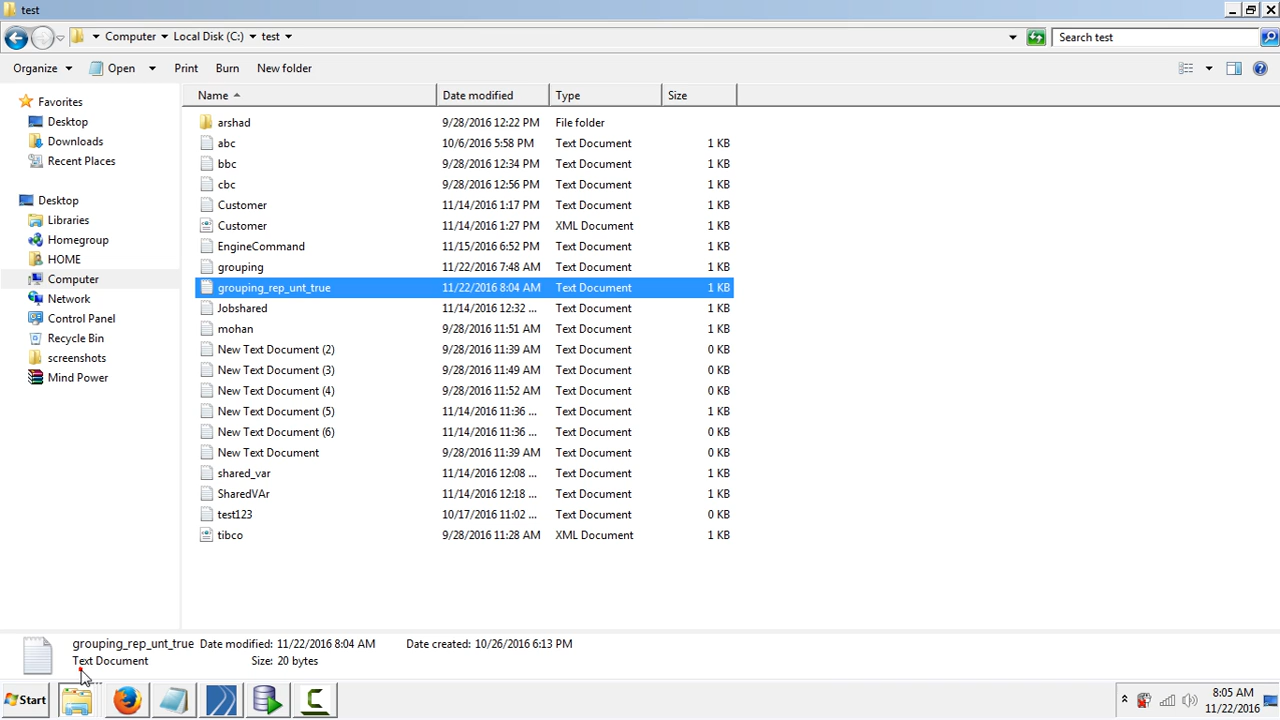 test
Computer Local Disk (C:) test Search test
Organize Open Print Burn New folder
Name Date modified Type Size
Favorites
Desktop
Downloads
Recent Places
Desktop
Libraries
Homegroup
HOME
Computer
Network
Control Panel
Recycle Bin
screenshots
Mind Power
arshad 9/28/2016 12:22 PM File folder
abc 10/6/2016 5:58 PM Text Document 1 KB
bbc 9/28/2016 12:34 PM Text Document 1 KB
cbc 9/28/2016 12:56 PM Text Document 1 KB
Customer 11/14/2016 1:17 PM Text Document 1 KB
Customer 11/14/2016 1:27 PM XML Document 1 KB
EngineCommand 11/15/2016 6:52 PM Text Document 1 KB
grouping 11/22/2016 7:48 AM Text Document 1 KB
grouping_rep_unt_true 11/22/2016 8:04 AM Text Document 1 KB
Jobshared 11/14/2016 12:32 ... Text Document 1 KB
mohan 9/28/2016 11:51 AM Text Document 1 KB
New Text Document (2) 9/28/2016 11:39 AM Text Document 0 KB
New Text Document (3) 9/28/2016 11:49 AM Text Document 0 KB
New Text Document (4) 9/28/2016 11:52 AM Text Document 0 KB
New Text Document (5) 11/14/2016 11:36 ... Text Document 1 KB
New Text Document (6) 11/14/2016 11:36 ... Text Document 0 KB
New Text Document 9/28/2016 11:39 AM Text Document 0 KB
shared_var 11/14/2016 12:08 ... Text Document 1 KB
SharedVAr 11/14/2016 12:18 ... Text Document 1 KB
test123 10/17/2016 11:02 ... Text Document 1 KB
tibco 9/28/2016 11:28 AM XML Document 1 KB
grouping_rep_unt_true Date modified: 11/22/2016 8:04 AM Date created: 10/26/2016 6:13 PM
Text Document Size: 20 bytes
Start
8:05 AM
11/22/2016